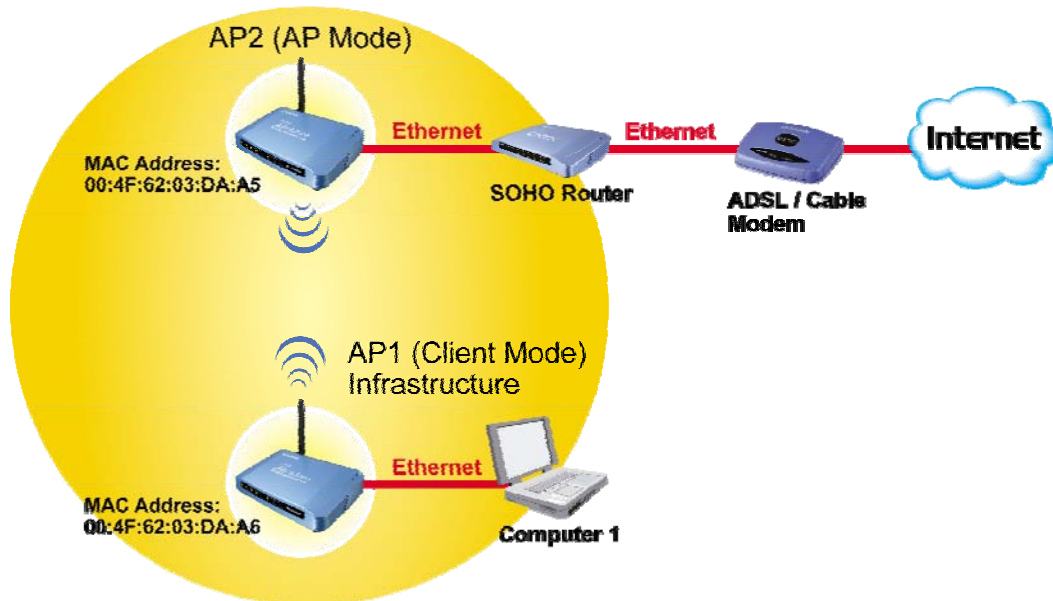 AP2 (AP Mode)
MAC Address:
00:4F:62:03:DA:A5
Ethernet
SOHO Router
Ethernet
ADSL / Cable
Modem
Internet
AP1 (Client Mode)
Infrastructure
MAC Address:
00:4F:62:03:DA:A6
Ethernet
Computer 1